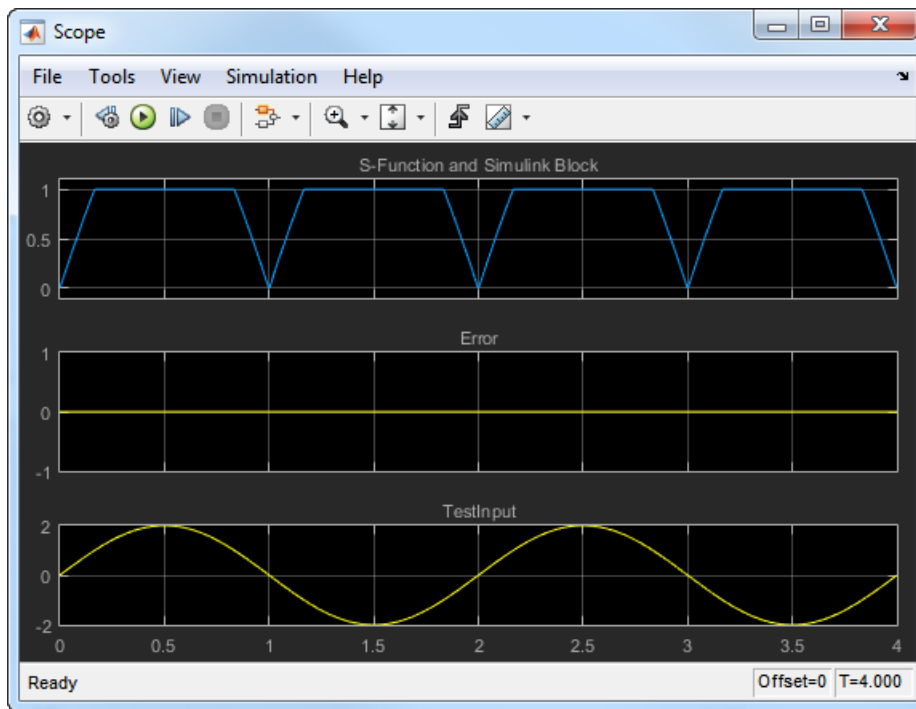 Scope
File Tools View Simulation Help
S-Function and Simulink Block
1
0.5
0
Error
1
0
-1
TestInput
2
0
-2
0 0.5 1 1.5 2 2.5 3 3.5 4
Ready Offset=0 T=4.000